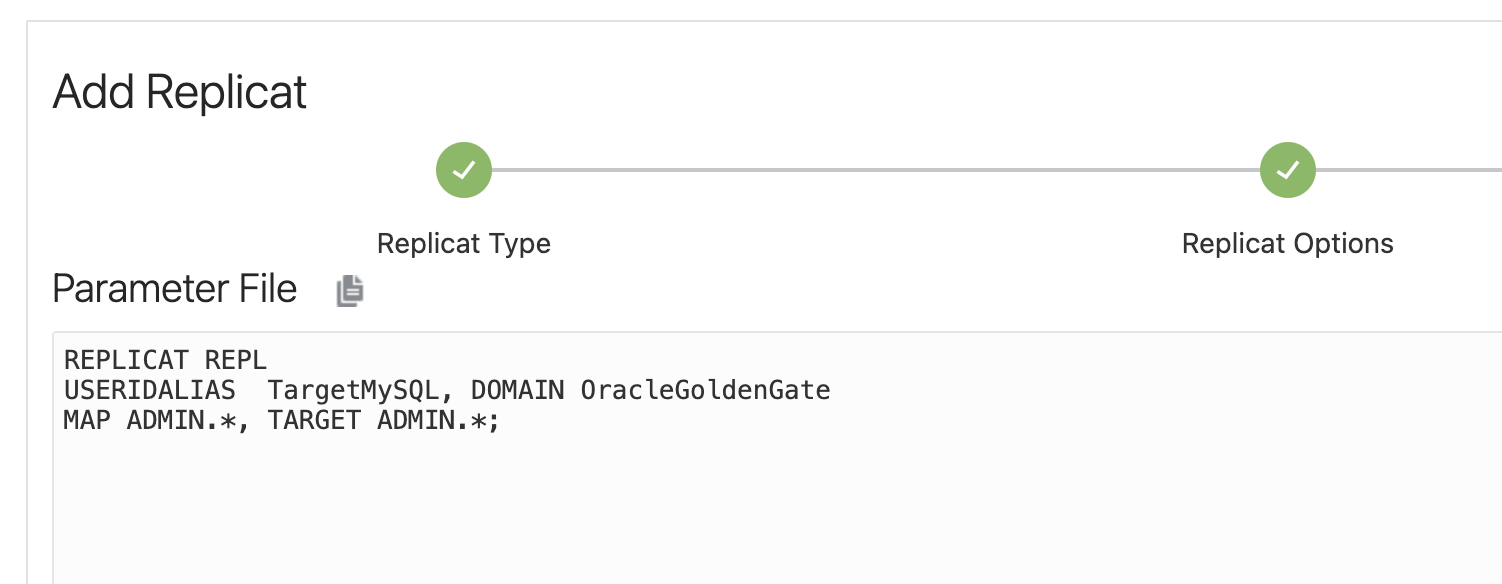 Add Replicat
Replicat Type
Replicat Options
Parameter File
REPLICAT REPL
USERIDALIAS  TargetMySQL, DOMAIN OracleGoldenGate
MAP ADMIN.*, TARGET ADMIN.*;